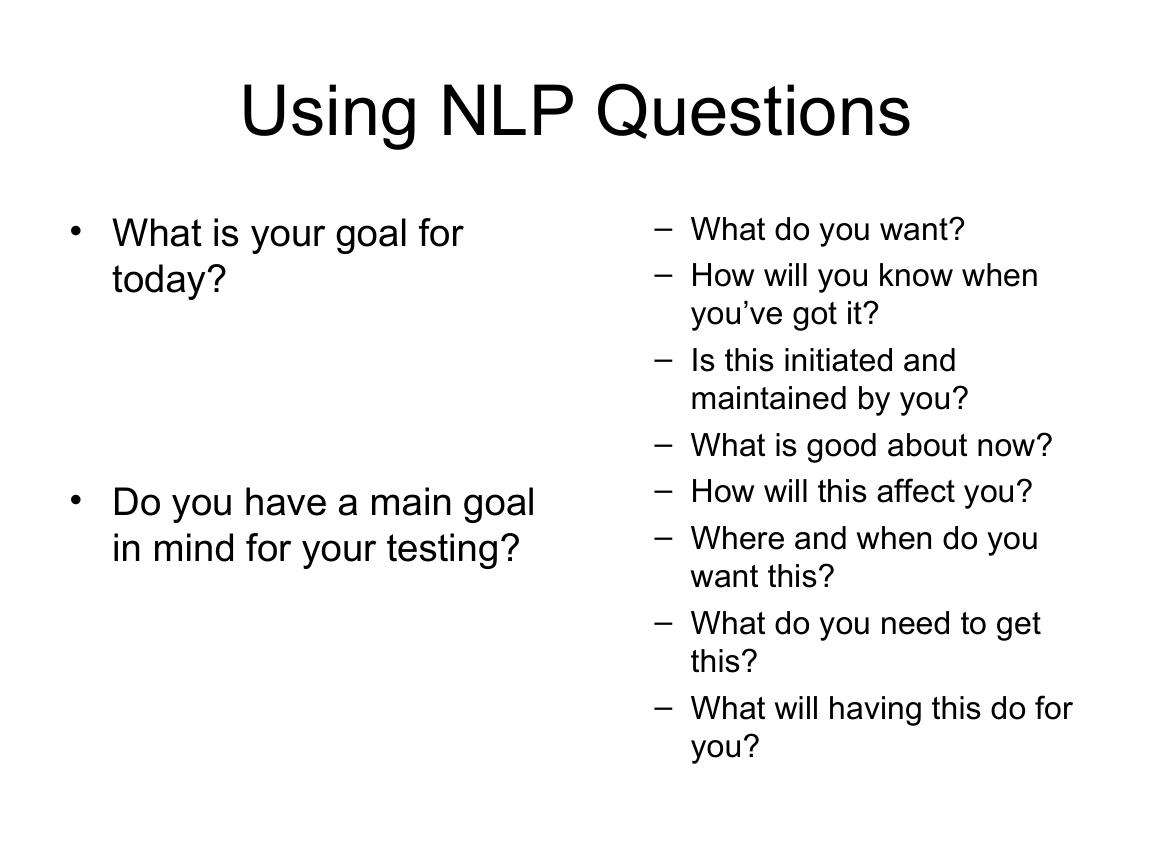 Using NLP Questions
• What is your goal for
today?
• Do you have a main goal
in mind for your testing?
– What do you want?
– How will you know when
you’ve got it?
– Is this initiated and
maintained by you?
– What is good about now?
– How will this affect you?
– Where and when do you
want this?
– What do you need to get
this?
– What will having this do for
you?